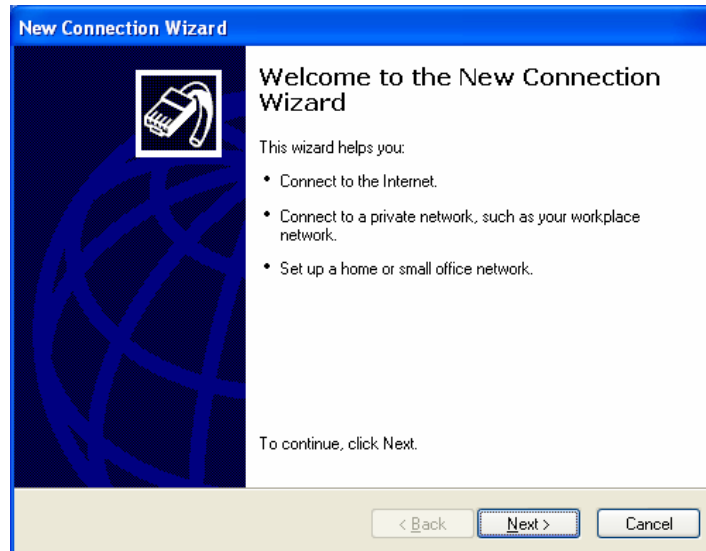 New Connection Wizard
Welcome to the New Connection
Wizard
This wizard helps you:
• Connect to the Internet.
• Connect to a private network, such as your workplace
network.
• Set up a home or small office network.
To continue, click Next.
< Back Next > Cancel